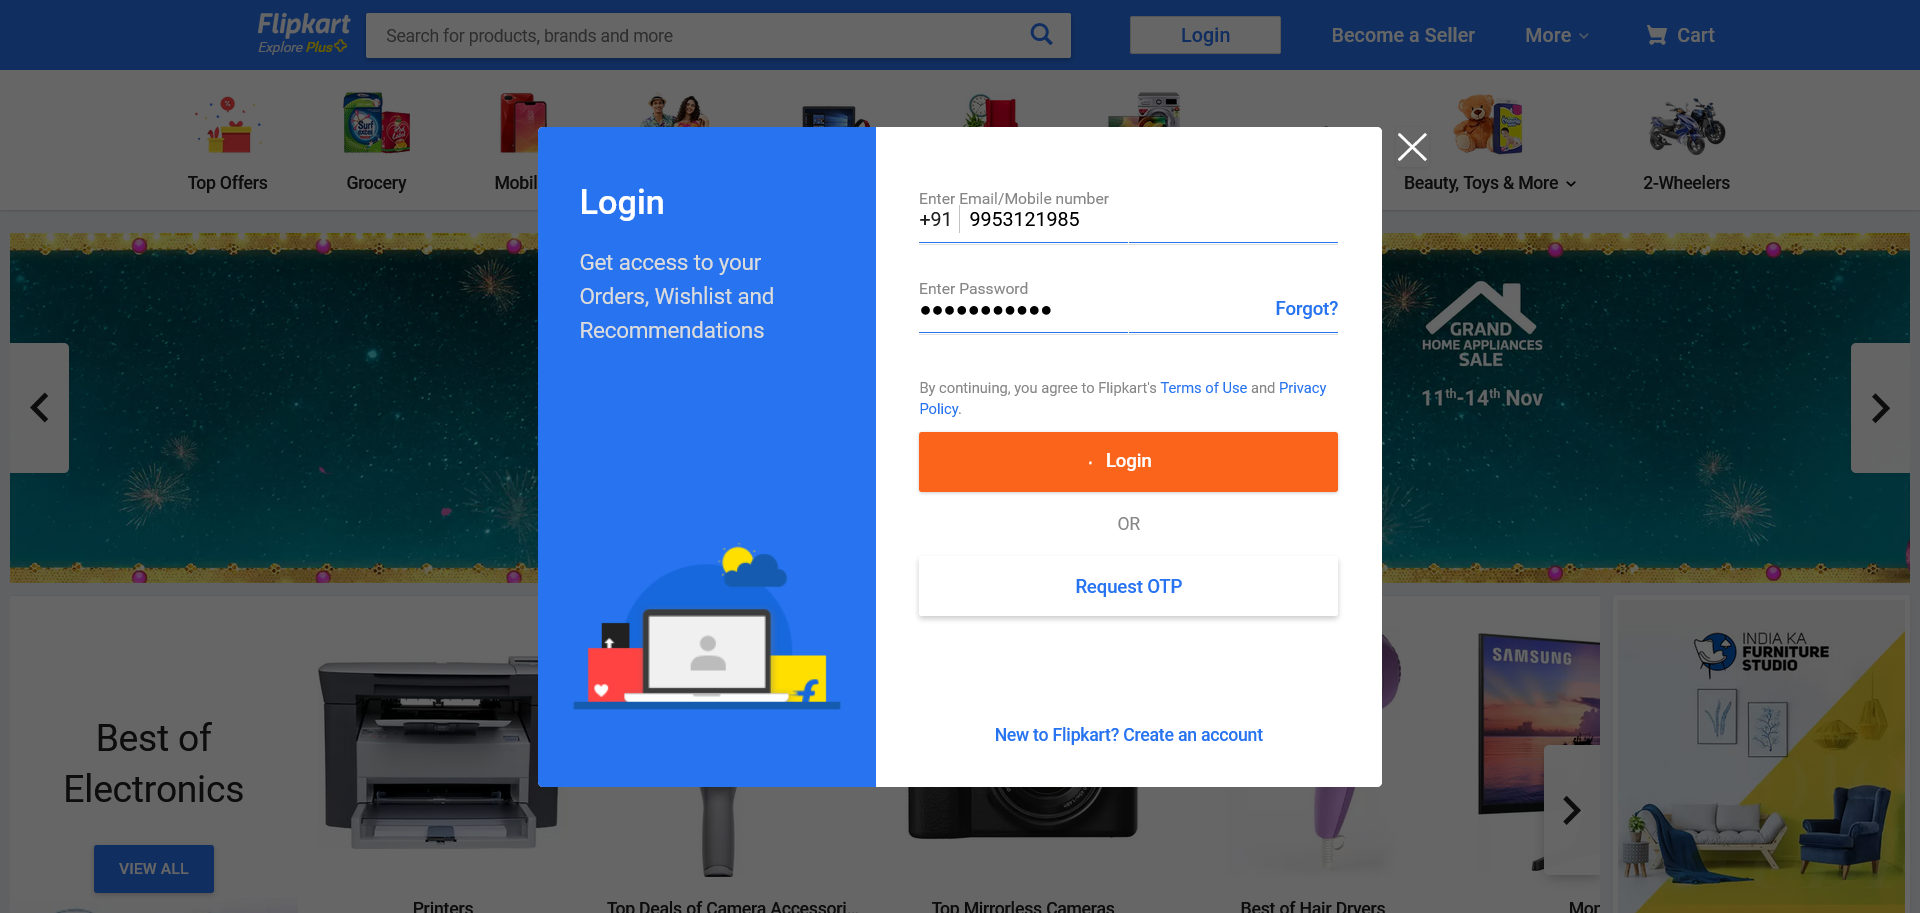 Flipkart
Explore Plus
Search for products, brands and more
Login
Become a Seller
More
Cart
Top Offers
Grocery
Mobil
Beauty, Toys & More
2-Wheelers
Login
Get access to your
Orders, Wishlist and
Recommendations
Enter Email/Mobile number
+91 9953121985
Enter Password
Forgot?
By continuing, you agree to Flipkart's Terms of Use and Privacy
Policy.
Login
OR
Request OTP
New to Flipkart? Create an account
GRAND
HOME APPLIANCES
SALE
11th-14th Nov
Best of
Electronics
VIEW ALL
SAMSUNG
INDIA KA
FURNITURE
STUDIO
Printers
Top Deals of Camera Accessori...
Top Mirrorless Cameras
Best of Hair Dryers
Mor